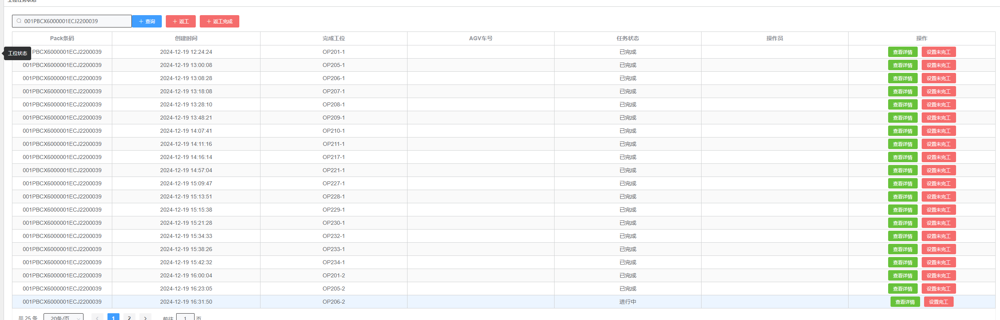 工位任务状态
001PBCX6000001ECJ2200039 查询 返工 返工完成
Pack条码 创建时间 完成工位 AGV车号 任务状态 操作员 操作
工位状态
PBCX6000001ECJ2200039 2024-12-19 12:24:24 OP201-1 已完成 查看详情 设置未完工
001PBCX6000001ECJ2200039 2024-12-19 13:00:08 OP205-1 已完成 查看详情 设置未完工
001PBCX6000001ECJ2200039 2024-12-19 13:08:28 OP206-1 已完成 查看详情 设置未完工
001PBCX6000001ECJ2200039 2024-12-19 13:18:08 OP207-1 已完成 查看详情 设置未完工
001PBCX6000001ECJ2200039 2024-12-19 13:28:10 OP208-1 已完成 查看详情 设置未完工
001PBCX6000001ECJ2200039 2024-12-19 13:48:21 OP209-1 已完成 查看详情 设置未完工
001PBCX6000001ECJ2200039 2024-12-19 14:07:41 OP210-1 已完成 查看详情 设置未完工
001PBCX6000001ECJ2200039 2024-12-19 14:11:16 OP211-1 已完成 查看详情 设置未完工
001PBCX6000001ECJ2200039 2024-12-19 14:16:14 OP217-1 已完成 查看详情 设置未完工
001PBCX6000001ECJ2200039 2024-12-19 14:57:04 OP221-1 已完成 查看详情 设置未完工
001PBCX6000001ECJ2200039 2024-12-19 15:09:47 OP227-1 已完成 查看详情 设置未完工
001PBCX6000001ECJ2200039 2024-12-19 15:13:51 OP228-1 已完成 查看详情 设置未完工
001PBCX6000001ECJ2200039 2024-12-19 15:15:38 OP229-1 已完成 查看详情 设置未完工
001PBCX6000001ECJ2200039 2024-12-19 15:21:28 OP230-1 已完成 查看详情 设置未完工
001PBCX6000001ECJ2200039 2024-12-19 15:34:33 OP232-1 已完成 查看详情 设置未完工
001PBCX6000001ECJ2200039 2024-12-19 15:38:26 OP233-1 已完成 查看详情 设置未完工
001PBCX6000001ECJ2200039 2024-12-19 15:42:32 OP234-1 已完成 查看详情 设置未完工
001PBCX6000001ECJ2200039 2024-12-19 16:00:04 OP201-2 已完成 查看详情 设置未完工
001PBCX6000001ECJ2200039 2024-12-19 16:23:05 OP205-2 已完成 查看详情 设置未完工
001PBCX6000001ECJ2200039 2024-12-19 16:31:50 OP206-2 进行中 查看详情 设置完工
共 25 条 20条/页 1 2 前往 1 页